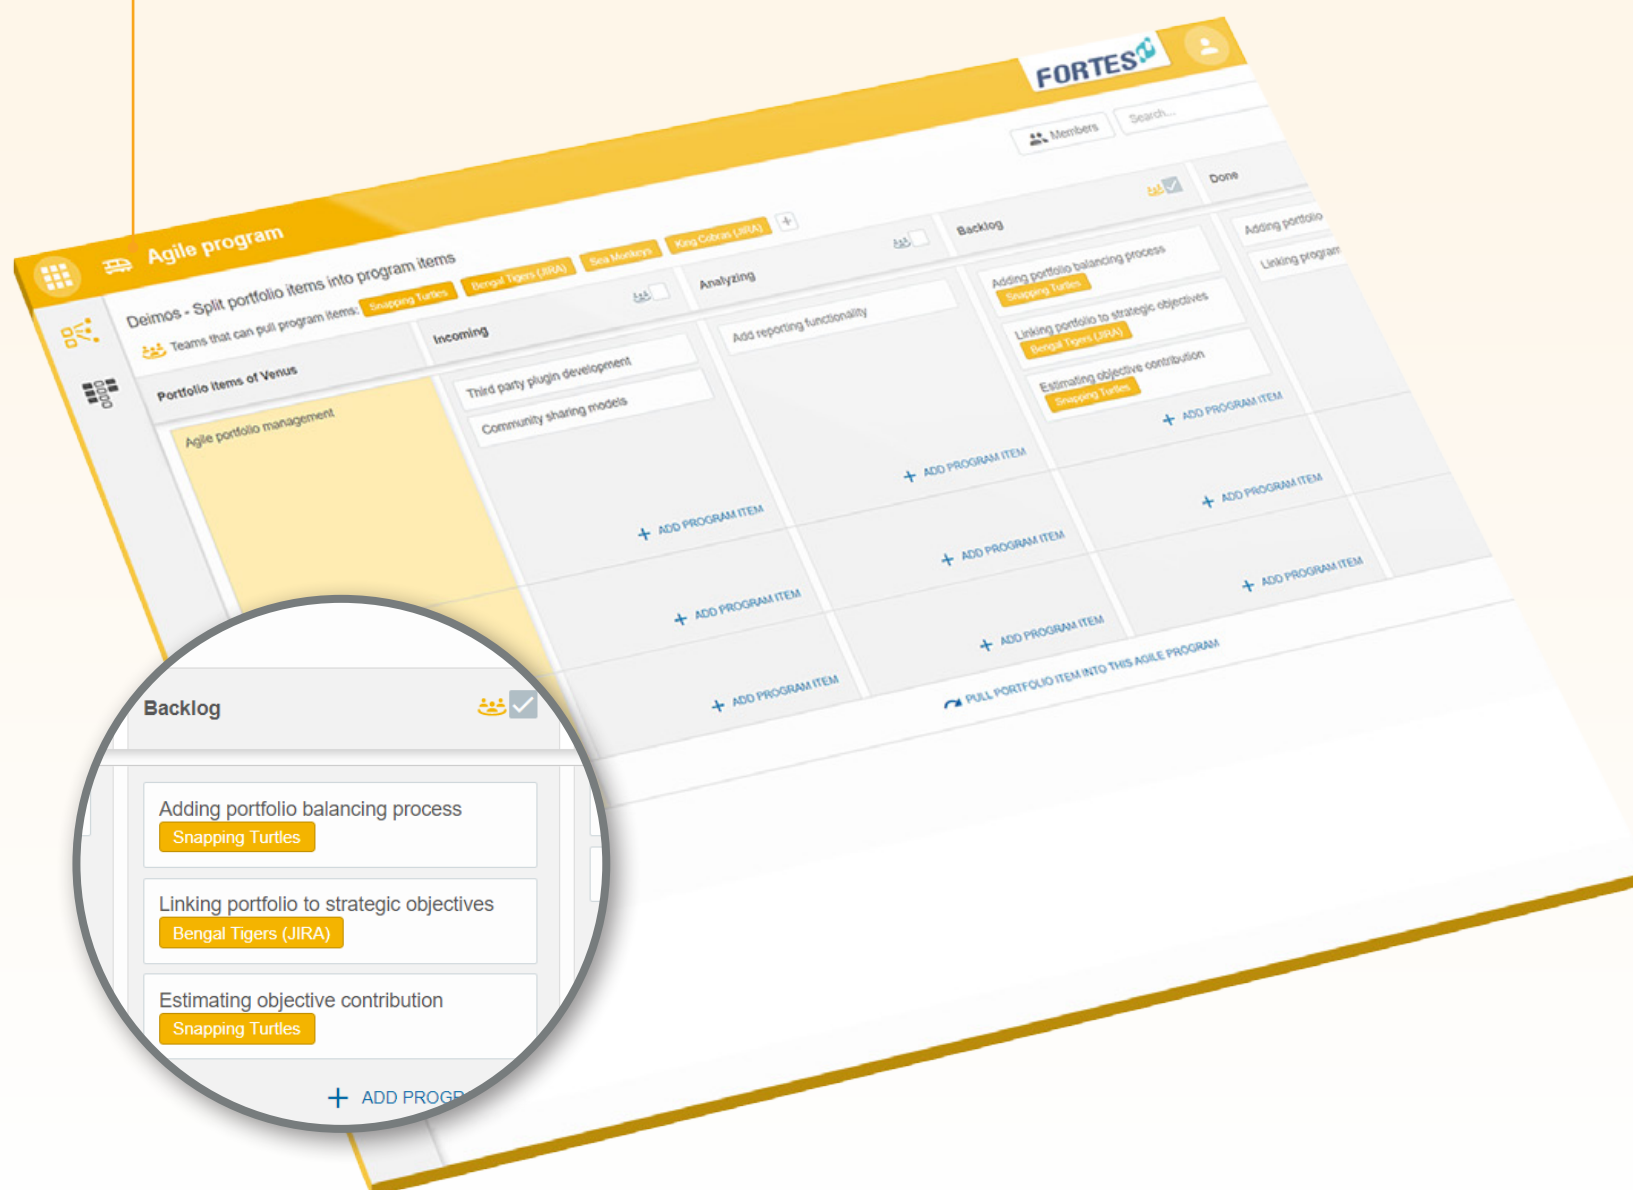 FORTES
Members
Search...
Agile program
Deimos - Split portfolio items into program items
Teams that can pull program items: Snapping Turtles Bengal Tigers (JIRA) Sea Monkeys King Cobras (JIRA)
Portfolio items of Venus
Incoming
Analyzing
Backlog
Done
Agile portfolio management
Third party plugin development
Community sharing models
Add reporting functionality
Adding portfolio balancing process
Snapping Turtles
Linking portfolio to strategic objectives
Bengal Tigers (JIRA)
Estimating objective contribution
Snapping Turtles
Adding portfolio
Linking program
ADD PROGRAM ITEM
ADD PROGRAM ITEM
ADD PROGRAM ITEM
ADD PROGRAM ITEM
ADD PROGRAM ITEM
ADD PROGRAM ITEM
ADD PROGRAM ITEM
ADD PROGRAM ITEM
ADD PROGRAM ITEM
PULL PORTFOLIO ITEM INTO THIS AGILE PROGRAM
Backlog
Adding portfolio balancing process
Snapping Turtles
Linking portfolio to strategic objectives
Bengal Tigers (JIRA)
Estimating objective contribution
Snapping Turtles
ADD PROGR